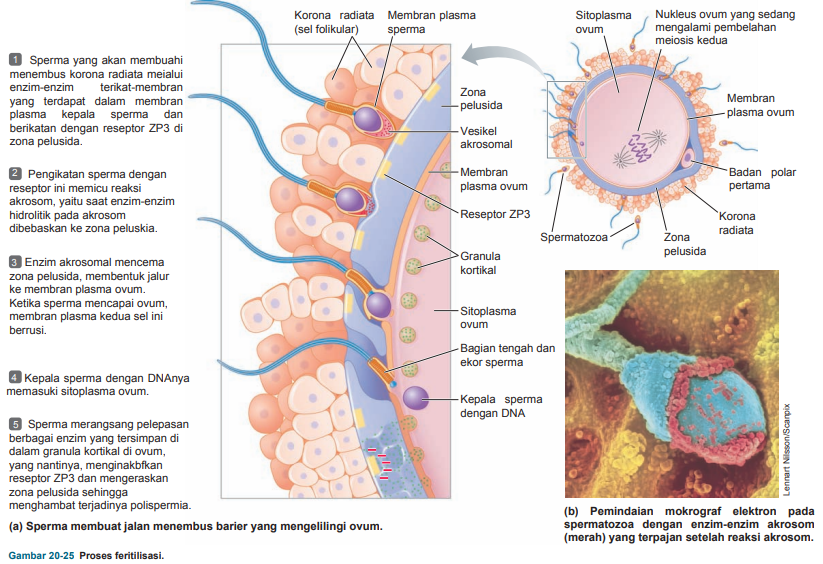 1 Sperma yang akan membuahi
menembus korona radiata meialui
enzim-enzim terikat-membran
yang terdapat dalam membran
plasma kepala sperma dan
berikatan dengan reseptor ZP3 di
zona pelusida.
2 Pengikatan sperma dengan
reseptor ini memicu reaksi
akrosom, yaitu saat enzim-enzim
hidrolitik pada akrosom
dibebaskan ke zona peluskia.
3 Enzim akrosomal mencema
zona pelusida, membentuk jalur
ke membran plasma ovum.
Ketika sperma mencapai ovum,
membran plasma kedua sel ini
berrusi.
4 Kepala sperma dengan DNAnya
memasuki sitoplasma ovum.
5 Sperma merangsang pelepasan
berbagai enzim yang tersimpan di
dalam granula kortikal di ovum,
yang nantinya, menginakbfkan
reseptor ZP3 dan mengeraskan
zona pelusida sehingga
menghambat terjadinya polispermia.
Korona radiata
(sel folikular)
Membran plasma
sperma
Zona
pelusida
Vesikel
akrosomal
Membran
plasma ovum
Reseptor ZP3
Granula
kortikal
Sitoplasma
ovum
Bagian tengah dan
ekor sperma
Kepala sperma
dengan DNA
(a) Sperma membuat jalan menembus barier yang mengelilingi ovum.
Sitoplasma
ovum
Nukleus ovum yang sedang
mengalami pembelahan
meiosis kedua
Membran
plasma ovum
Badan polar
pertama
Korona
radiata
Zona
pelusida
Spermatozoa
Lennart Nilsson/Scanpix
(b) Pemindaian mokrograf elektron pada
spermatozoa dengan enzim-enzim akrosom
(merah) yang terpajan setelah reaksi akrosom.
Gambar 20-25 Proses feritilisasi.